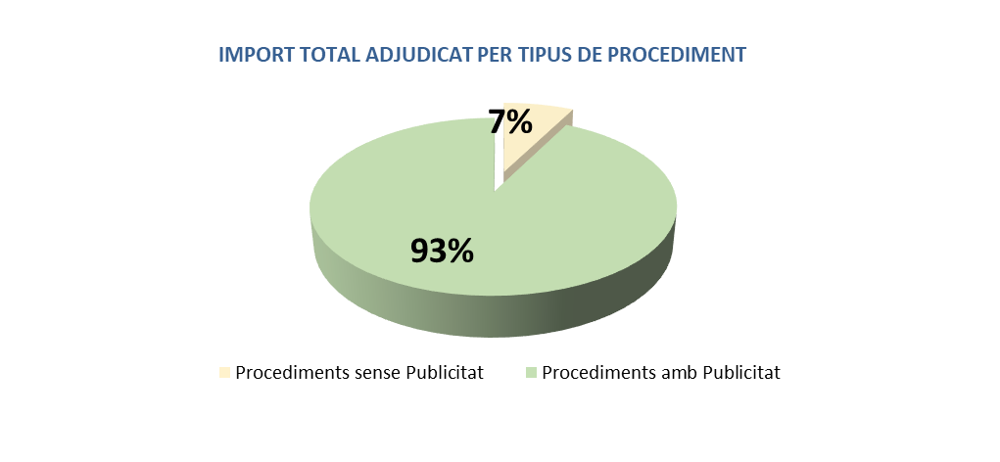 IMPORT TOTAL ADJUDICAT PER TIPUS DE PROCEDIMENT
7%
93%
Procediments sense Publicitat
Procediments amb Publicitat